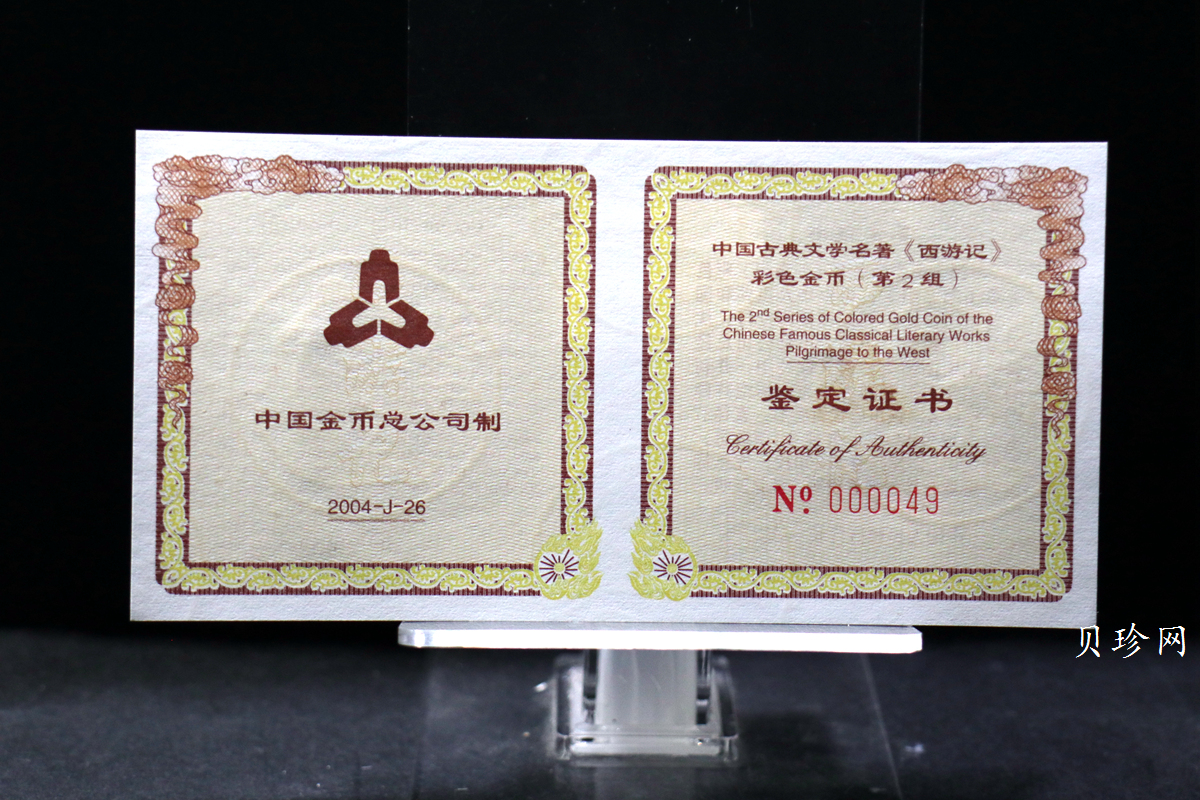 中国金币总公司制
2004-J-26
中国古典文学名著《西游记》
彩色金币（第2组）
The 2nd Series of Colored Gold Coin of the
Chinese Famous Classical Literary Works
Pilgrimage to the West
鉴定证书
Certificate of Authenticity
Nº. 000049
贝珍网